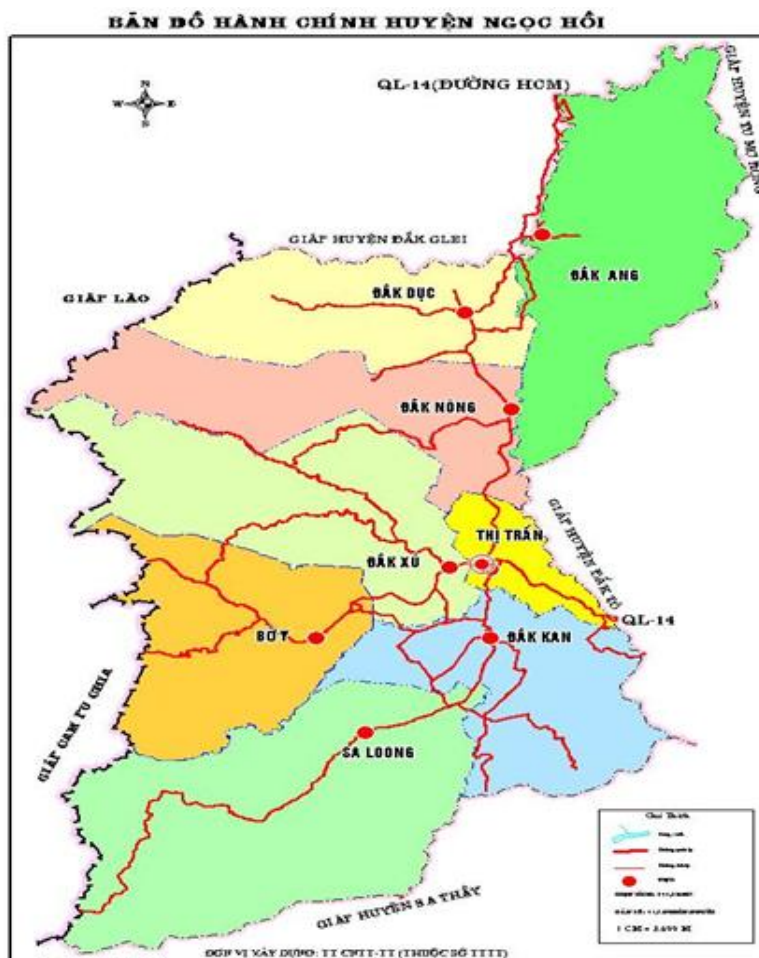 BẢN ĐỒ HÀNH CHÍNH HUYỆN NGỌC HỒI
N
W E
S
QL-14(ĐƯỜNG HCM)
GIÁP HUYỆN TU MƠ RÔNG
GIÁP HUYỆN ĐẮK GLEI
GIÁP LÀO
ĐẮK ANG
ĐẮK DỤC
ĐẮK NÔNG
THỊ TRẤN
GIÁP HUYỆN ĐẮK TÔ
ĐẮK XÚ
QL-14
BỜ Y
ĐẮK KAN
GIÁP CAM PU CHIA
SA LOONG
GIÁP HUYỆN SA THẦY
Ghi Thích
ĐƠN VỊ XÂY DỰNG: TT CNTT-TT (THUỘC SỞ TTTT)